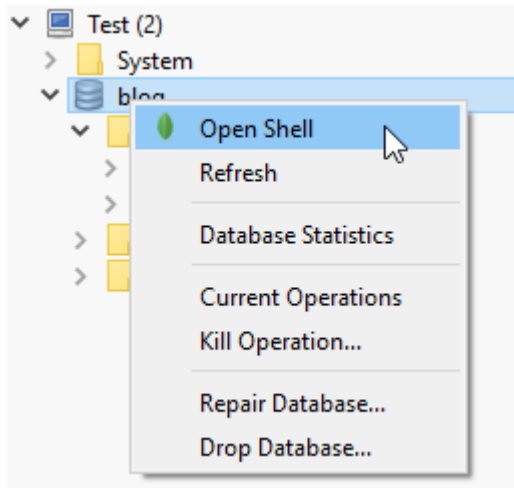 Test (2)
System
blog
Open Shell
Refresh
Database Statistics
Current Operations
Kill Operation...
Repair Database...
Drop Database...